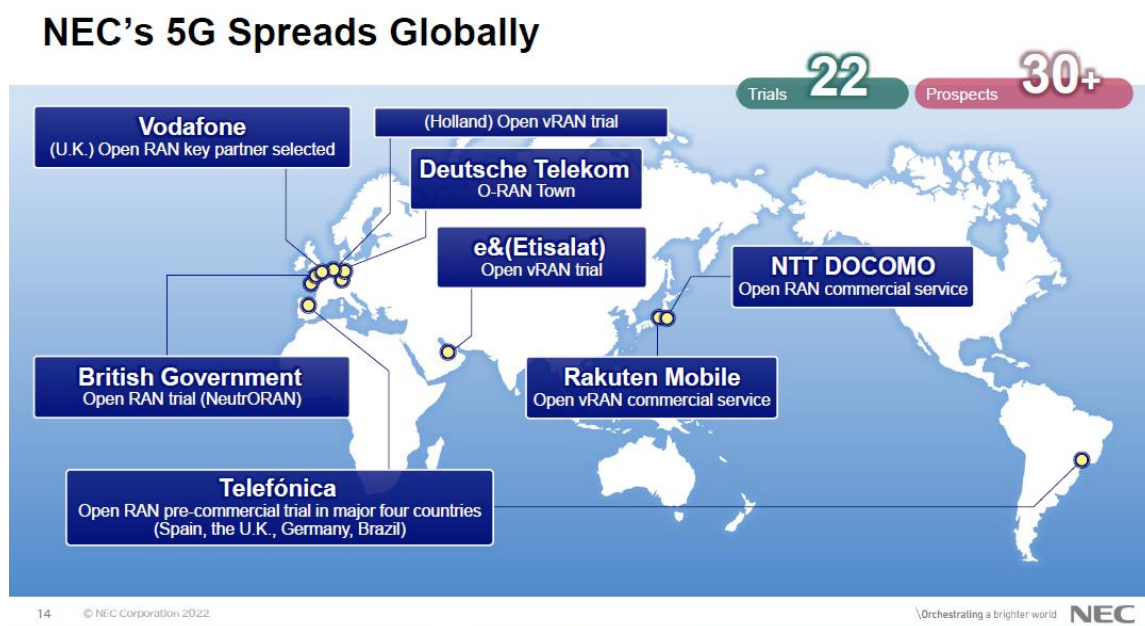 NEC's 5G Spreads Globally
Trials 22
Prospects 30+
Vodafone
(U.K.) Open RAN key partner selected
(Holland) Open vRAN trial
Deutsche Telekom
O-RAN Town
e&(Etisalat)
Open vRAN trial
NTT DOCOMO
Open RAN commercial service
British Government
Open RAN trial (NeutrORAN)
Rakuten Mobile
Open vRAN commercial service
Telefónica
Open RAN pre-commercial trial in major four countries
(Spain, the U.K., Germany, Brazil)
14 © NEC Corporation 2022
\Orchestrating a brighter world NEC